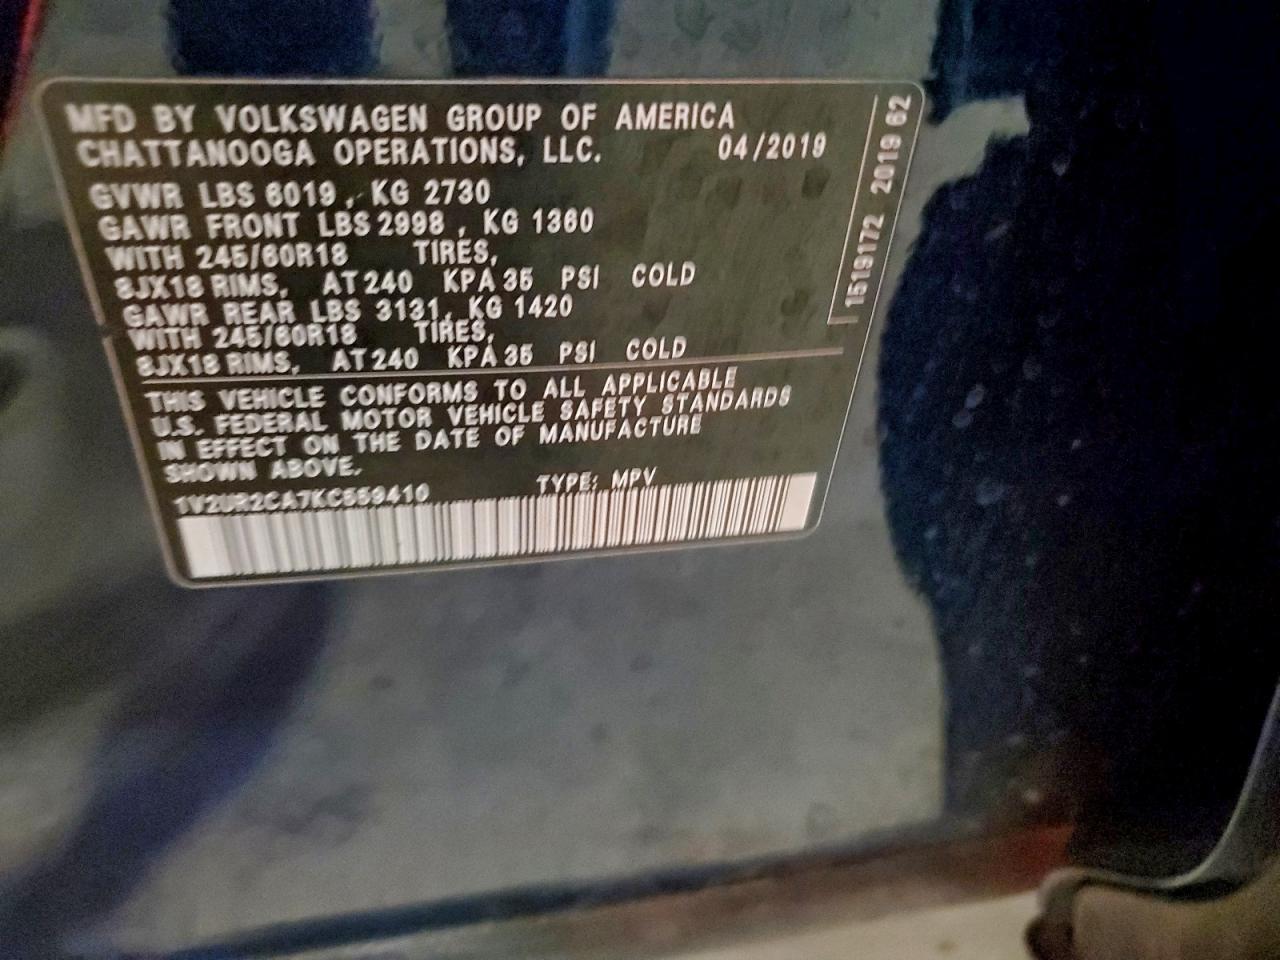 MFD BY VOLKSWAGEN GROUP OF AMERICA
CHATTANOOGA OPERATIONS, LLC. 04/2019
GVWR LBS 6019, KG 2730
GAWR FRONT LBS 2998, KG 1360
WITH 245/60R18 TIRES,
8JX18 RIMS, AT 240 KPA 35 PSI COLD
GAWR REAR LBS 3131, KG 1420
WITH 245/60R18 TIRES,
8JX18 RIMS, AT 240 KPA 35 PSI COLD
THIS VEHICLE CONFORMS TO ALL APPLICABLE
U.S. FEDERAL MOTOR VEHICLE SAFETY STANDARDS
IN EFFECT ON THE DATE OF MANUFACTURE
SHOWN ABOVE.
1V2UR2CA7KC559410 TYPE: MPV
1519172 2019 62